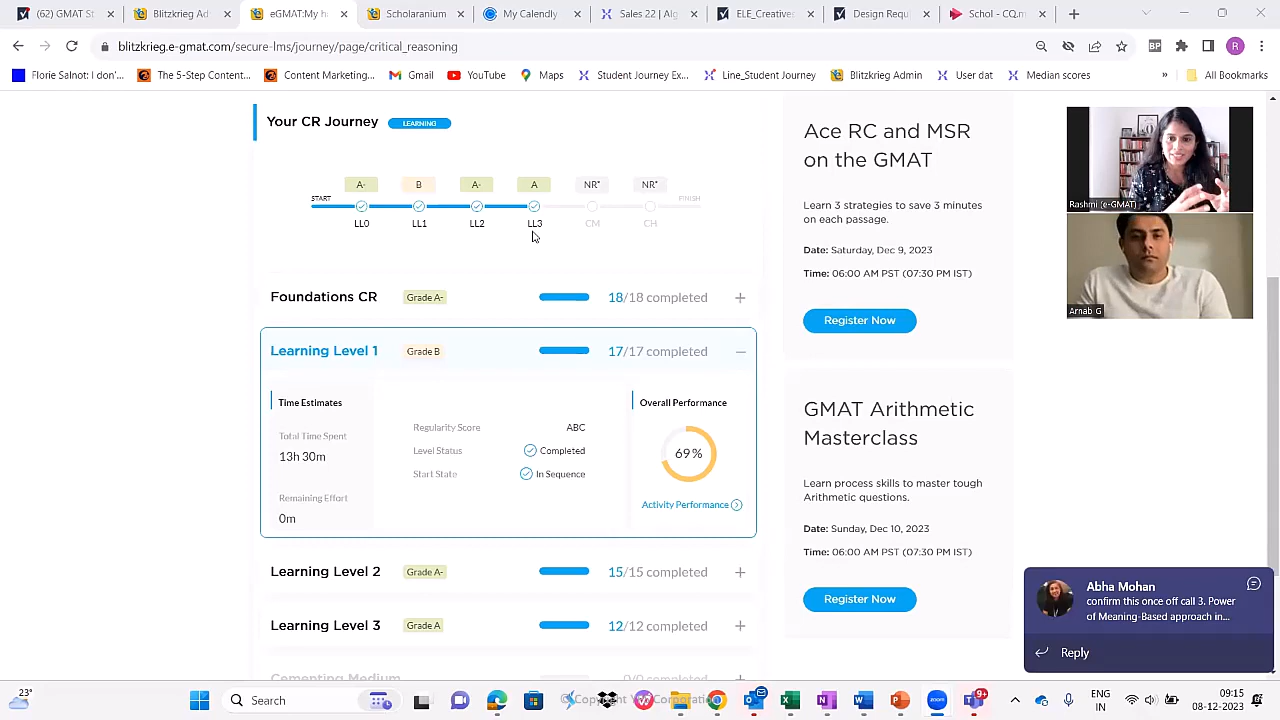 (62) GMAT St
Blitzkrieg Ad
eGMAT:My h
Scholaranium
My Calendly
Sales 22 | Alg
ELE_Creatives
Design Requ
Schol - CQ.m
blitzkrieg.e-gmat.com/secure-lms/journey/page/critical_reasoning
BP
R
Florie Salnot: I don'...
The 5-Step Content...
Content Marketing...
Gmail
YouTube
Maps
Student Journey Ex...
Line_Student Journey
Blitzkrieg Admin
User dat
Median scores
»
All Bookmarks
Your CR Journey
LEARNING
A- B A- A NR* NR*
START
FINISH
LL0 LL1 LL2 LL3 CM CH
Foundations CR Grade A- 18/18 completed +
Learning Level 1 Grade B 17/17 completed –
Time Estimates
Total Time Spent
13h 30m
Remaining Effort
0m
Regularity Score ABC
Level Status Completed
Start State In Sequence
Overall Performance
69%
Activity Performance
Learning Level 2 Grade A- 15/15 completed +
Learning Level 3 Grade A 12/12 completed +
Cementing Medium 0/0 completed
Ace RC and MSR
on the GMAT
Learn 3 strategies to save 3 minutes
on each passage.
Date: Saturday, Dec 9, 2023
Time: 06:00 AM PST (07:30 PM IST)
Register Now
GMAT Arithmetic
Masterclass
Learn process skills to master tough
Arithmetic questions.
Date: Sunday, Dec 10, 2023
Time: 06:00 AM PST (07:30 PM IST)
Register Now
Rashmi (e-GMAT)
Arnab G
Abha Mohan
confirm this once off call 3. Power
of Meaning-Based approach in...
Reply
23°
Search
zoom
9+
ENG
IN
09:15
08-12-2023